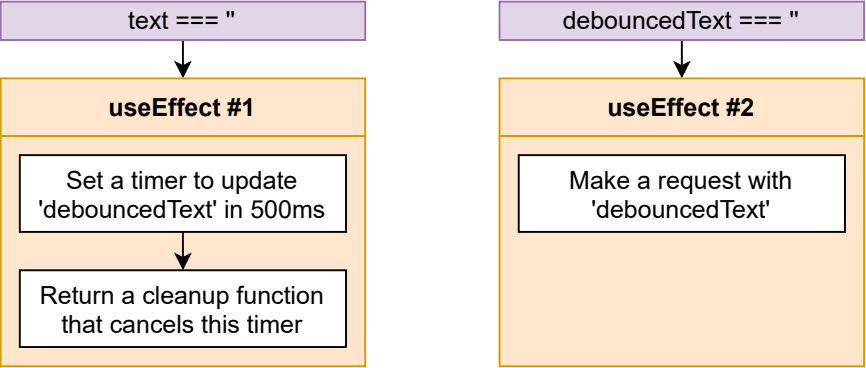 text === ''
useEffect #1
Set a timer to update
'debouncedText' in 500ms
Return a cleanup function
that cancels this timer
debouncedText === ''
useEffect #2
Make a request with
'debouncedText'